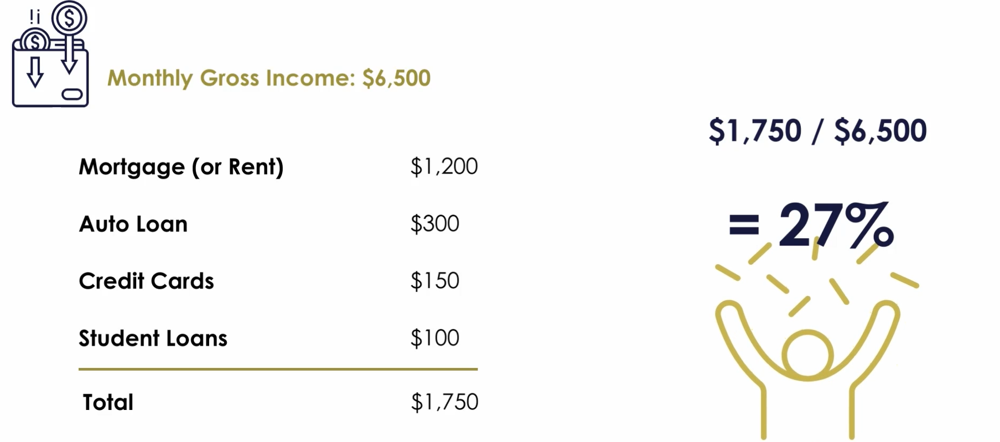 Monthly Gross Income: $6,500
$1,750 / $6,500
Mortgage (or Rent) $1,200
= 27%
Auto Loan $300
Credit Cards $150
Student Loans $100
Total $1,750